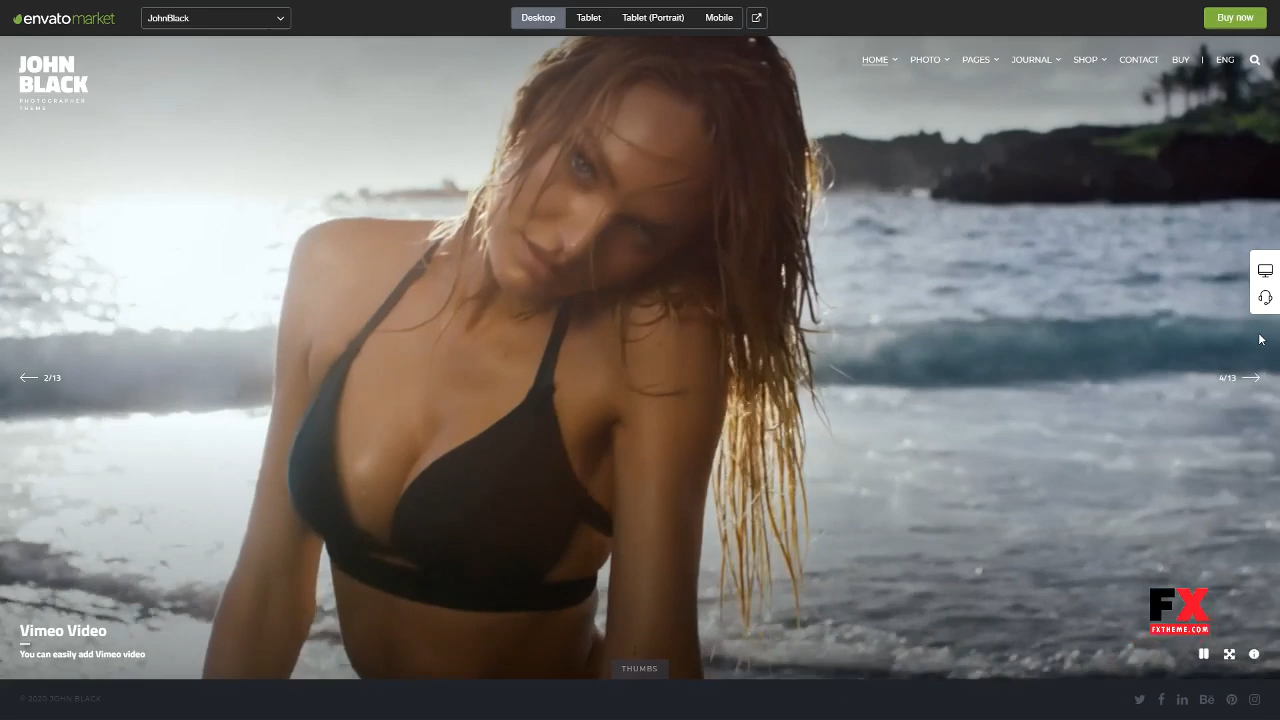 envatomarket
JohnBlack
Desktop
Tablet
Tablet (Portrait)
Mobile
Buy now
JOHN
BLACK
PHOTOGRAPHER
THEME
HOME PHOTO PAGES JOURNAL SHOP CONTACT BUY | ENG
2/13
4/13
FX
FXTHEME.COM
Vimeo Video
You can easily add Vimeo video
THUMBS
© 2020 JOHN BLACK
Bē